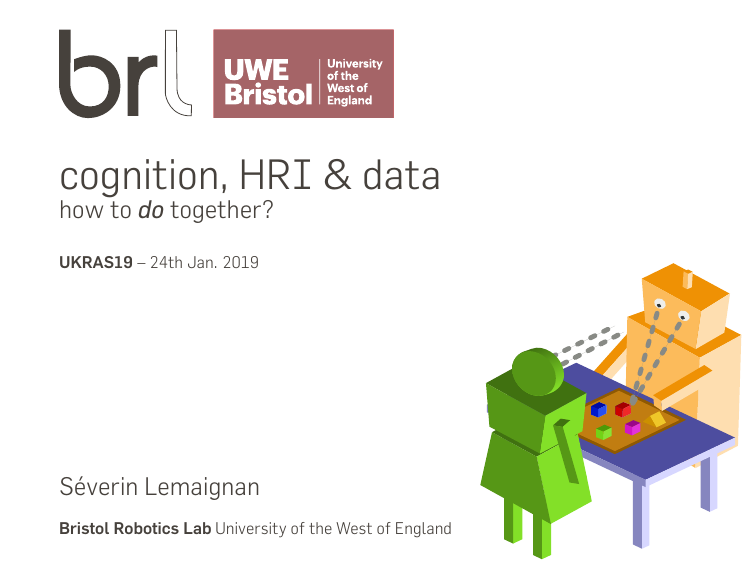 brl
UWE
Bristol
University
of the
West of
England
cognition, HRI & data
how to do together?
UKRAS19 – 24th Jan. 2019
Séverin Lemaignan
Bristol Robotics Lab University of the West of England